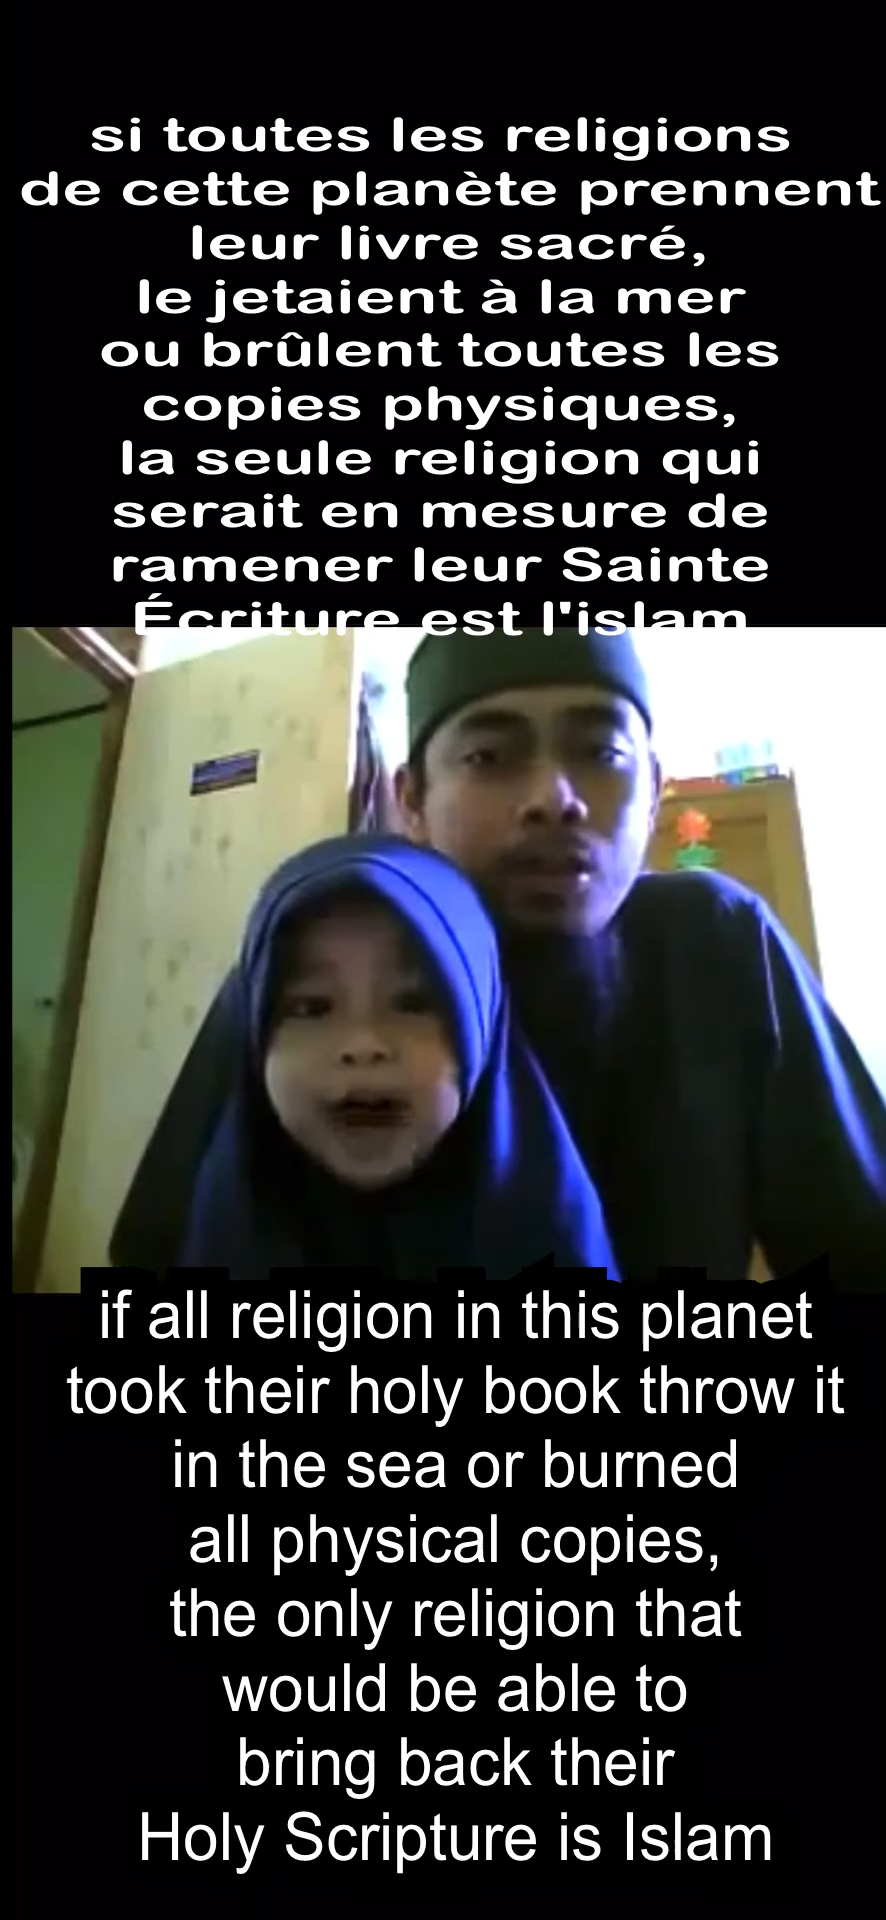 si toutes les religions
de cette planète prennent
leur livre sacré,
le jetaient à la mer
ou brûlent toutes les
copies physiques,
la seule religion qui
serait en mesure de
ramener leur Sainte
Écriture est l'islam
if all religion in this planet
took their holy book throw it
in the sea or burned
all physical copies,
the only religion that
would be able to
bring back their
Holy Scripture is Islam